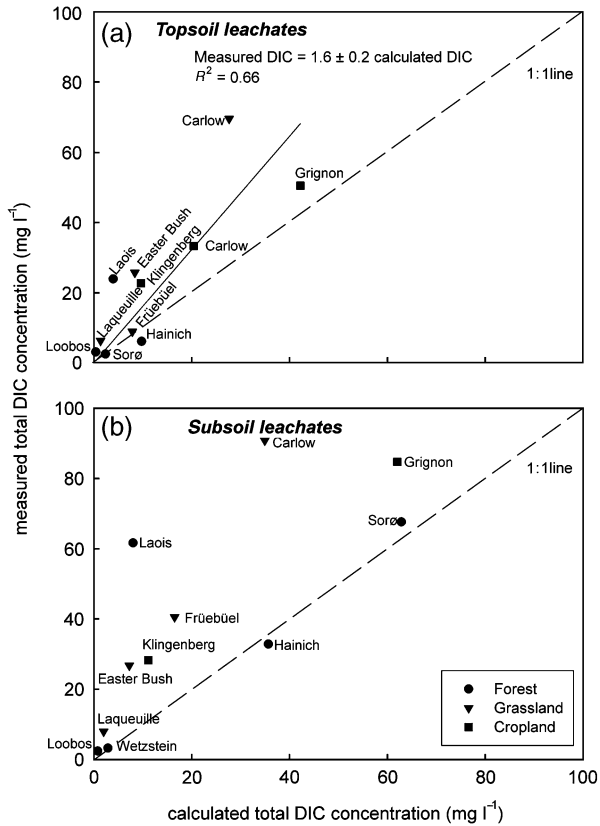 (a) Topsoil leachates
Measured DIC = 1.6 ± 0.2 calculated DIC
R² = 0.66
1:1line
Carlow
Grignon
Carlow
Laois
Easter Bush
Klingenberg
Laqueuille
Früebüel
Hainich
Loobos
Sorø
100
80
60
40
20
0
0 20 40 60 80 100
(b) Subsoil leachates
Carlow
Grignon
1:1line
Sorø
Laois
Früebüel
Klingenberg
Hainich
Easter Bush
Laqueuille
Loobos
Wetzstein
Forest
Grassland
Cropland
100
80
60
40
20
0
0 20 40 60 80 100
measured total DIC concentration (mg l⁻¹)
calculated total DIC concentration (mg l⁻¹)